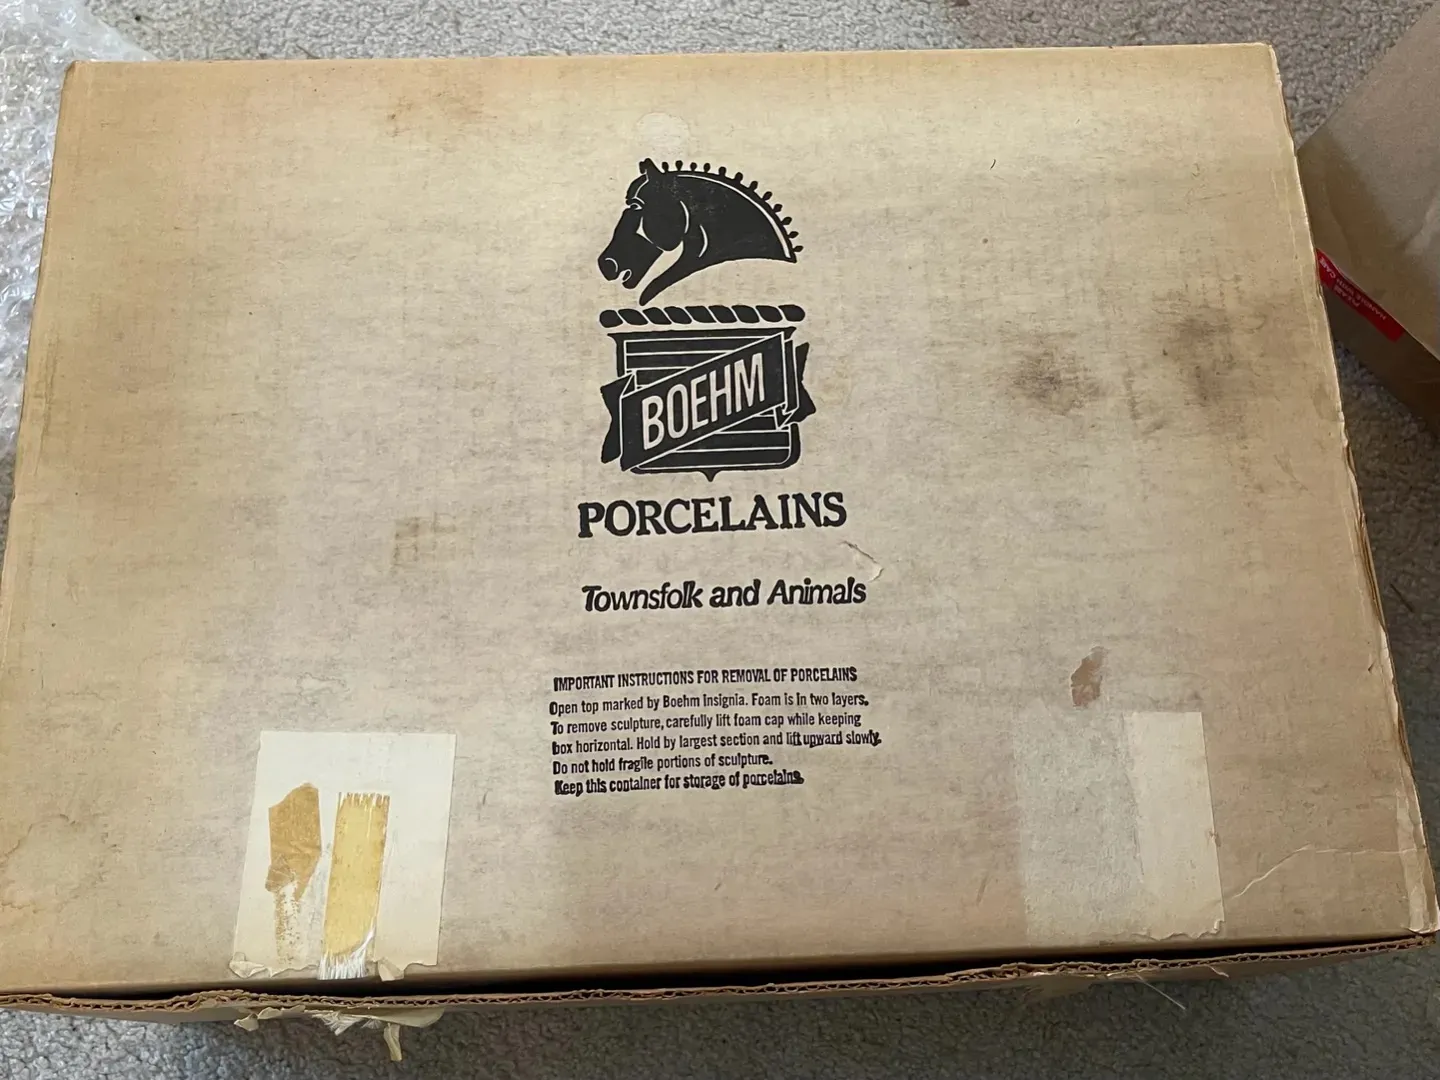 BOEHM
PORCELAINS
Townsfolk and Animals
IMPORTANT INSTRUCTIONS FOR REMOVAL OF PORCELAINS
Open top marked by Boehm insignia. Foam is in two layers.
To remove sculpture, carefully lift foam cap while keeping
box horizontal. Hold by largest section and lift upward slowly.
Do not hold fragile portions of sculpture.
Keep this container for storage of porcelains.